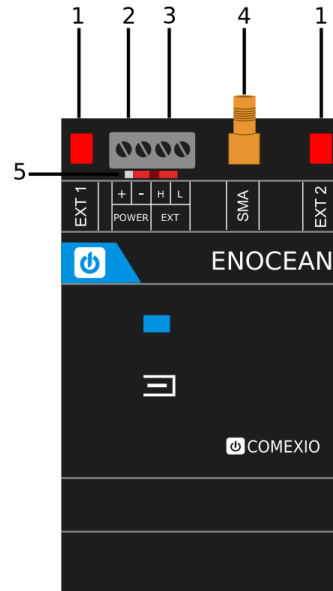 1 2 3 4 1
5
EXT 1 + - H L SMA EXT 2
POWER EXT
ENOCEAN
COMEXIO